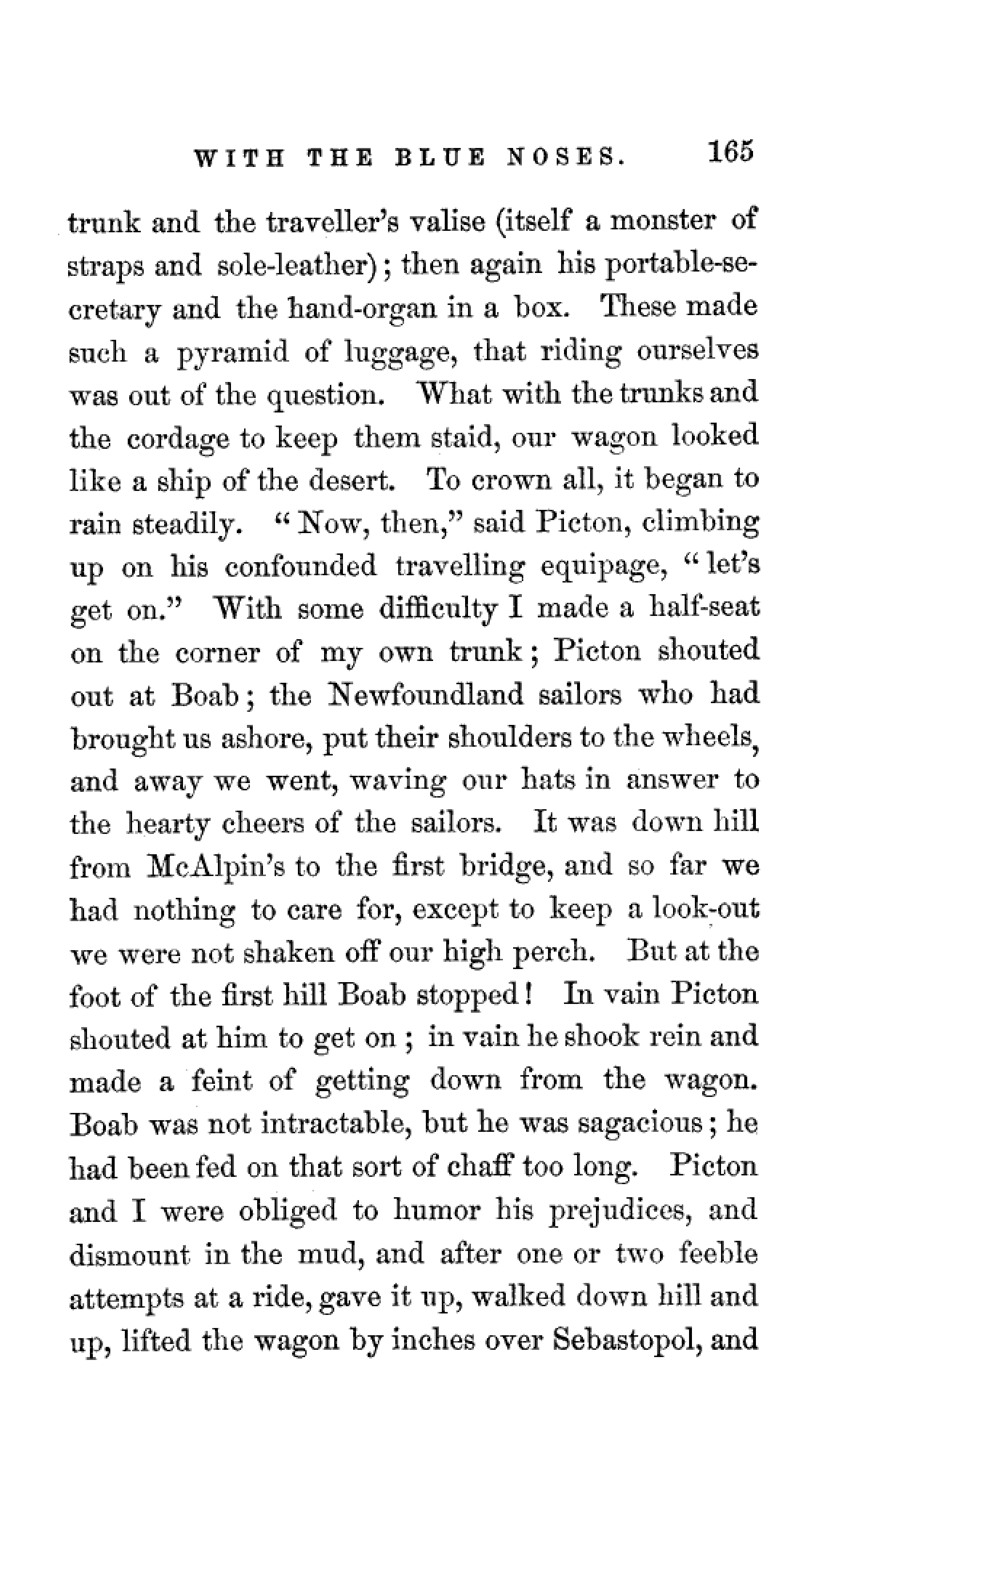 WITH THE BLUE NOSES. 165
trunk and the traveller's valise (itself a monster of
straps and sole-leather); then again his portable-se-
cretary and the hand-organ in a box. These made
such a pyramid of luggage, that riding ourselves
was out of the question. What with the trunks and
the cordage to keep them staid, our wagon looked
like a ship of the desert. To crown all, it began to
rain steadily. "Now, then," said Picton, climbing
up on his confounded travelling equipage, "let's
get on." With some difficulty I made a half-seat
on the corner of my own trunk; Picton shouted
out at Boab; the Newfoundland sailors who had
brought us ashore, put their shoulders to the wheels,
and away we went, waving our hats in answer to
the hearty cheers of the sailors. It was down hill
from McAlpin's to the first bridge, and so far we
had nothing to care for, except to keep a look-out
we were not shaken off our high perch. But at the
foot of the first hill Boab stopped! In vain Picton
shouted at him to get on; in vain he shook rein and
made a feint of getting down from the wagon.
Boab was not intractable, but he was sagacious; he
had been fed on that sort of chaff too long. Picton
and I were obliged to humor his prejudices, and
dismount in the mud, and after one or two feeble
attempts at a ride, gave it up, walked down hill and
up, lifted the wagon by inches over Sebastopol, and